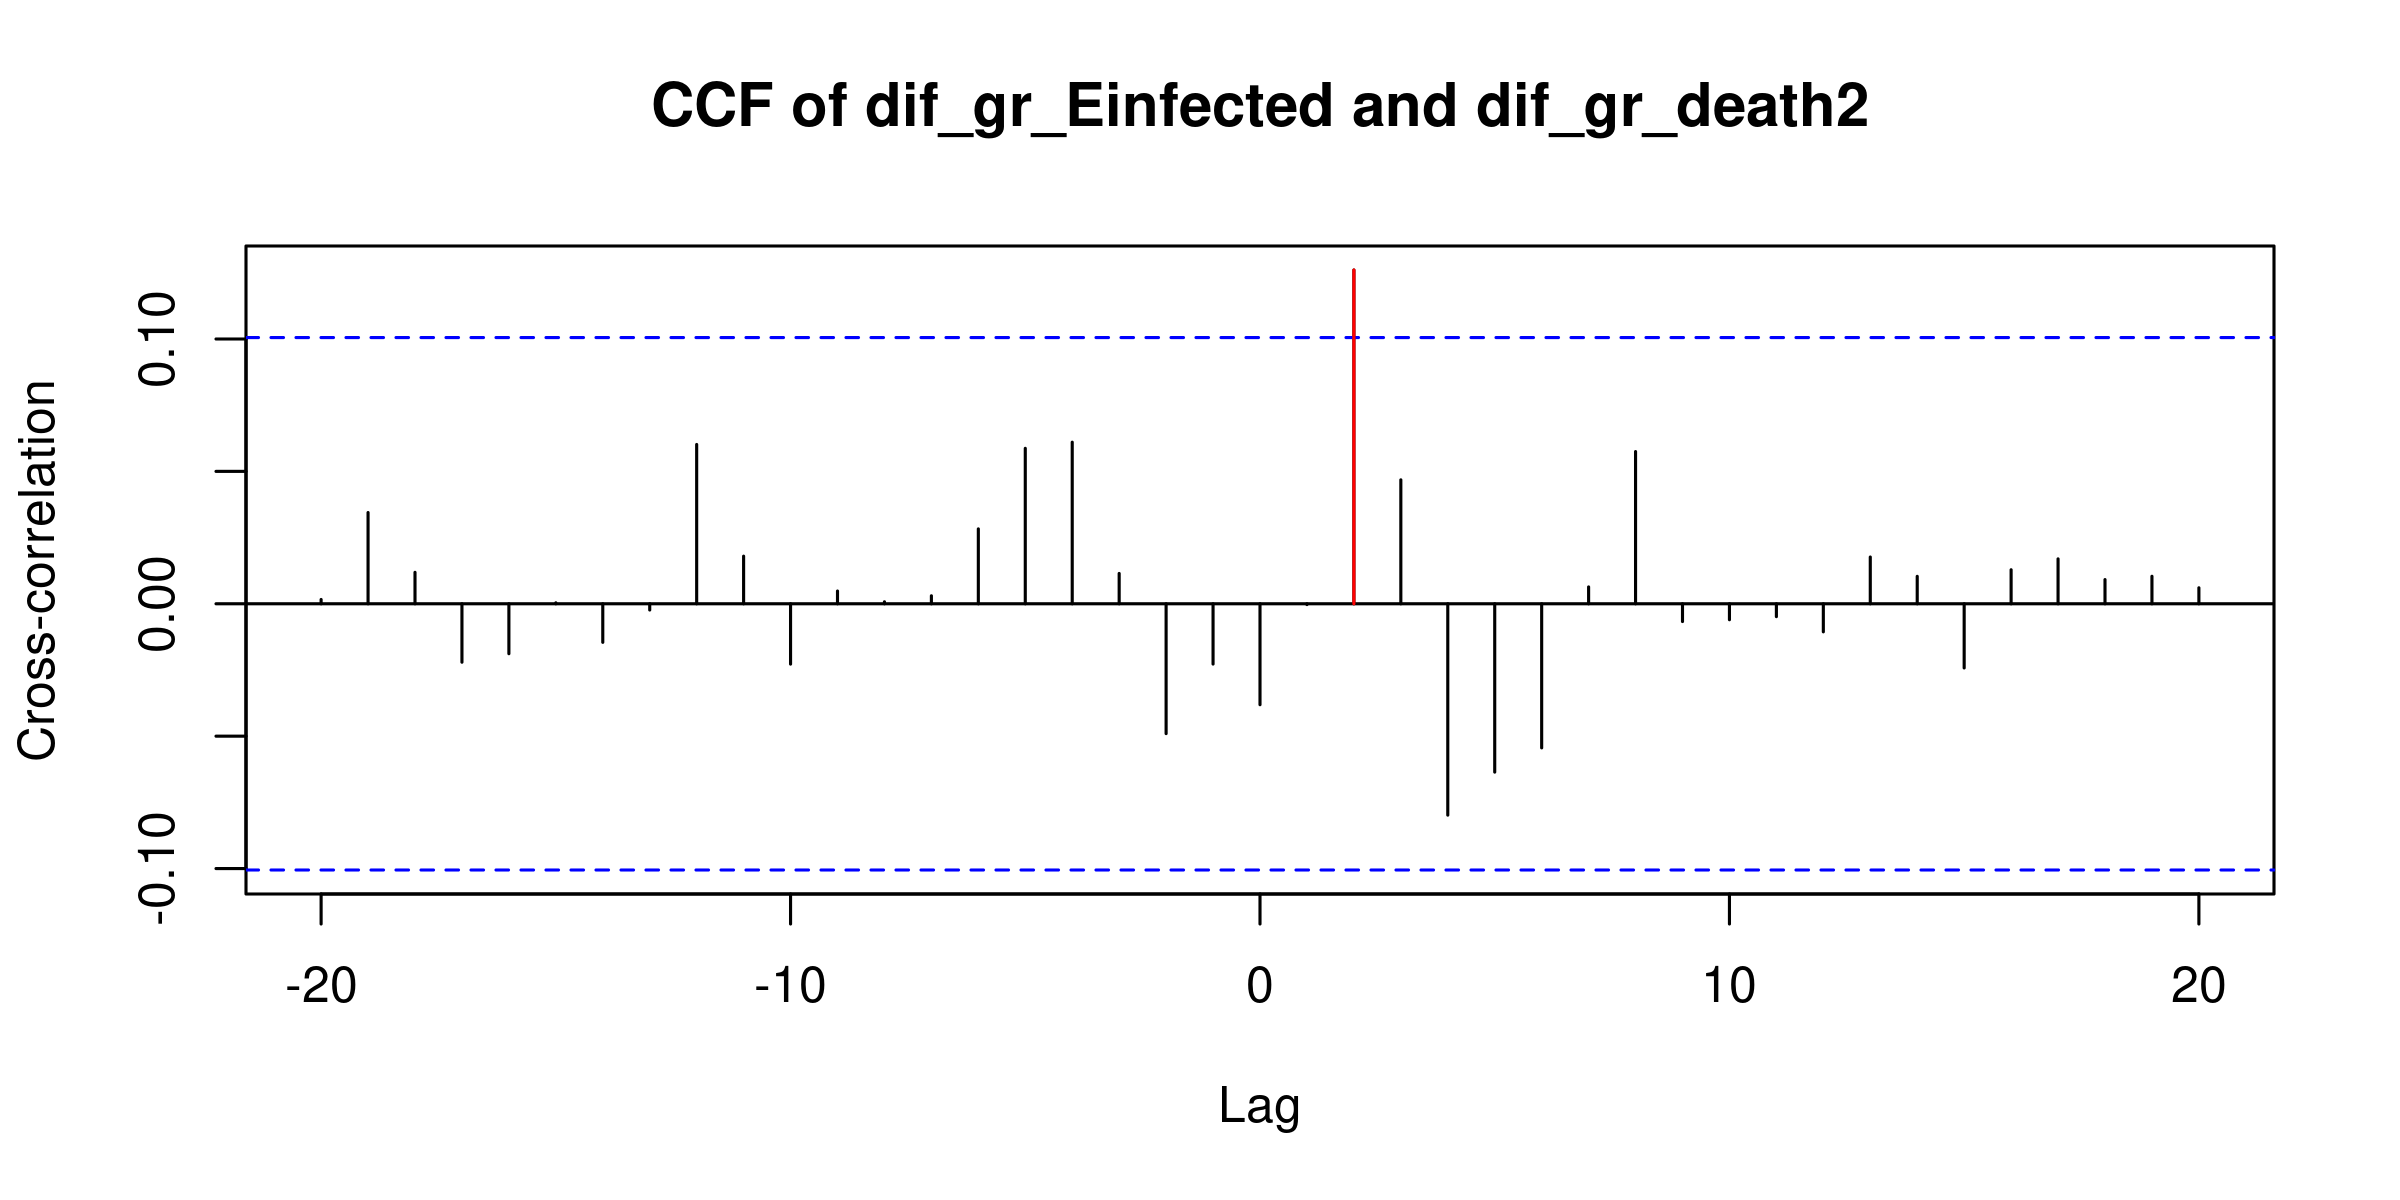 CCF of dif_gr_Einfected and dif_gr_death2
Cross-correlation
0.10
0.00
-0.10
-20 -10 0 10 20
Lag